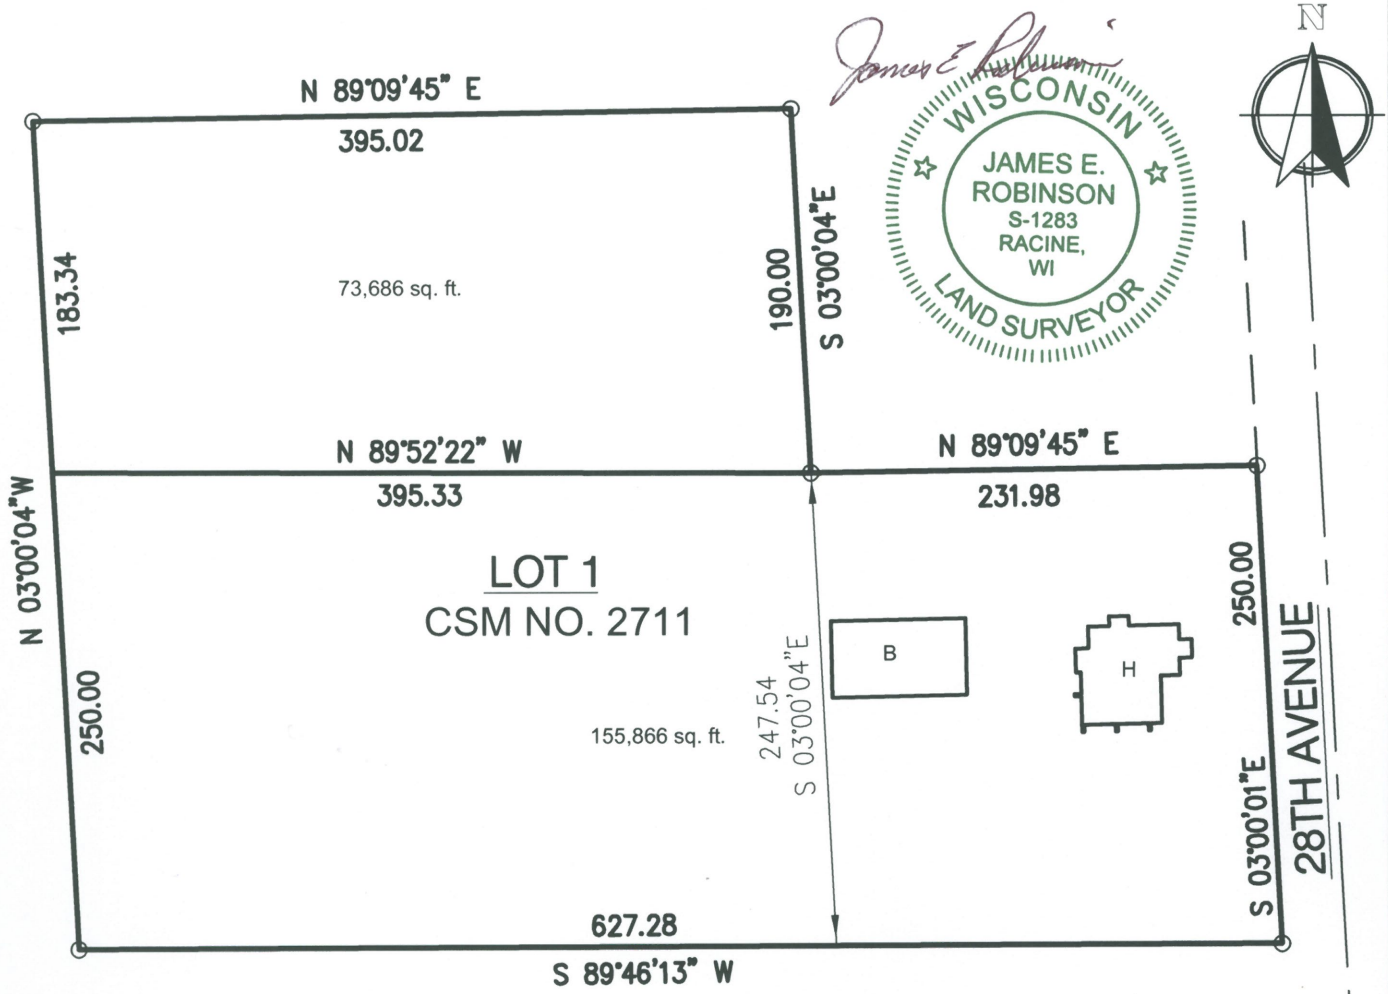 N
James E Robinson
N 89°09'45" E
395.02
WISCONSIN
JAMES E.
ROBINSON
S-1283
RACINE,
WI
LAND SURVEYOR
183.34
73,686 sq. ft.
190.00
S 03°00'04"E
N 89°52'22" W
395.33
N 89°09'45" E
231.98
N 03°00'04"W
LOT 1
CSM NO. 2711
250.00
155,866 sq. ft.
247.54
S 03°00'04"E
B
H
250.00
S 03°00'01"E
28TH AVENUE
627.28
S 89°46'13" W